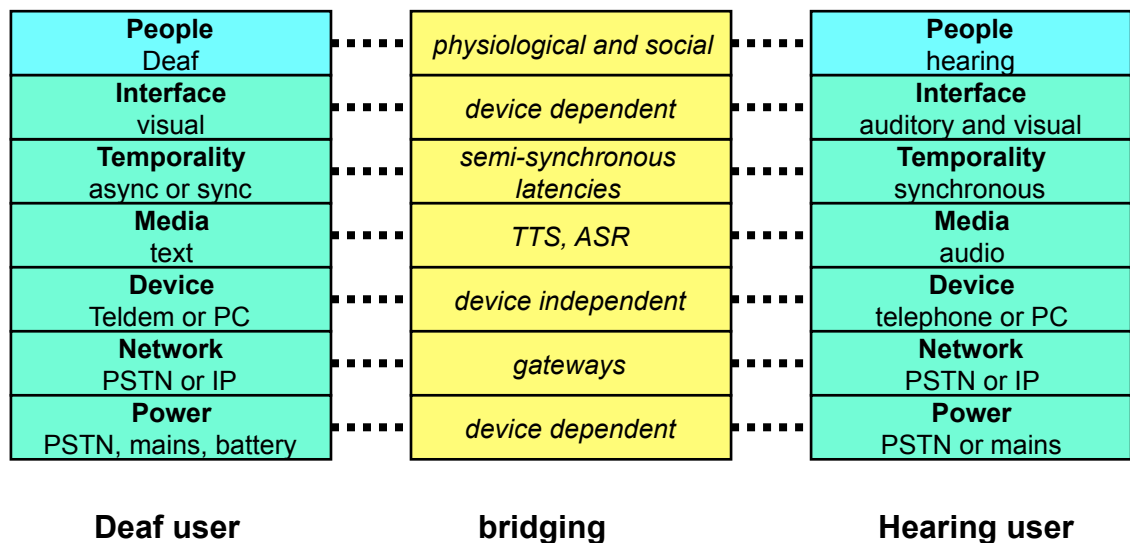 People
Deaf
physiological and social
People
hearing
Interface
visual
device dependent
Interface
auditory and visual
Temporality
async or sync
semi-synchronous
latencies
Temporality
synchronous
Media
text
TTS, ASR
Media
audio
Device
Teldem or PC
device independent
Device
telephone or PC
Network
PSTN or IP
gateways
Network
PSTN or IP
Power
PSTN, mains, battery
device dependent
Power
PSTN or mains
Deaf user
bridging
Hearing user